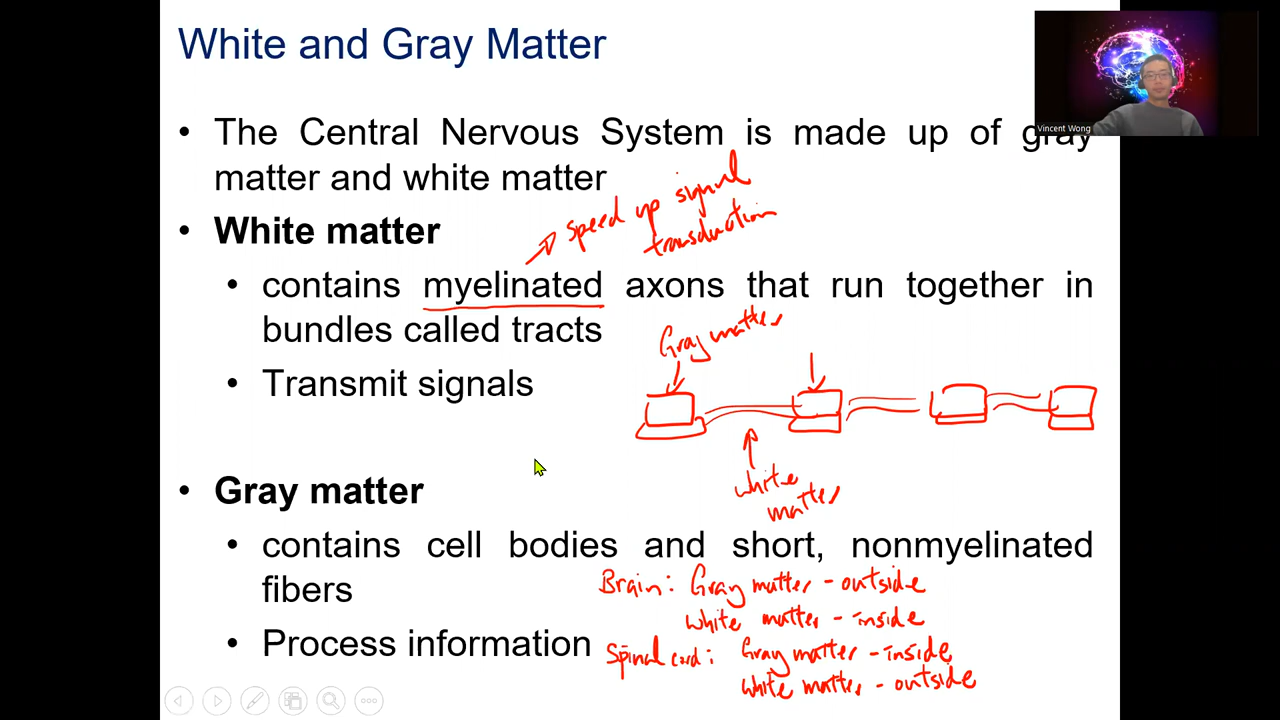 White and Gray Matter
Vincent Wong
• The Central Nervous System is made up of gray
matter and white matter
speed up signal
transduction
• White matter
• contains myelinated axons that run together in
bundles called tracts
Gray matter
• Transmit signals
white
matter
• Gray matter
• contains cell bodies and short, nonmyelinated
fibers
Brain: Gray matter - outside
white matter - inside
• Process information
Spinal cord: Gray matter - inside
white matter - outside